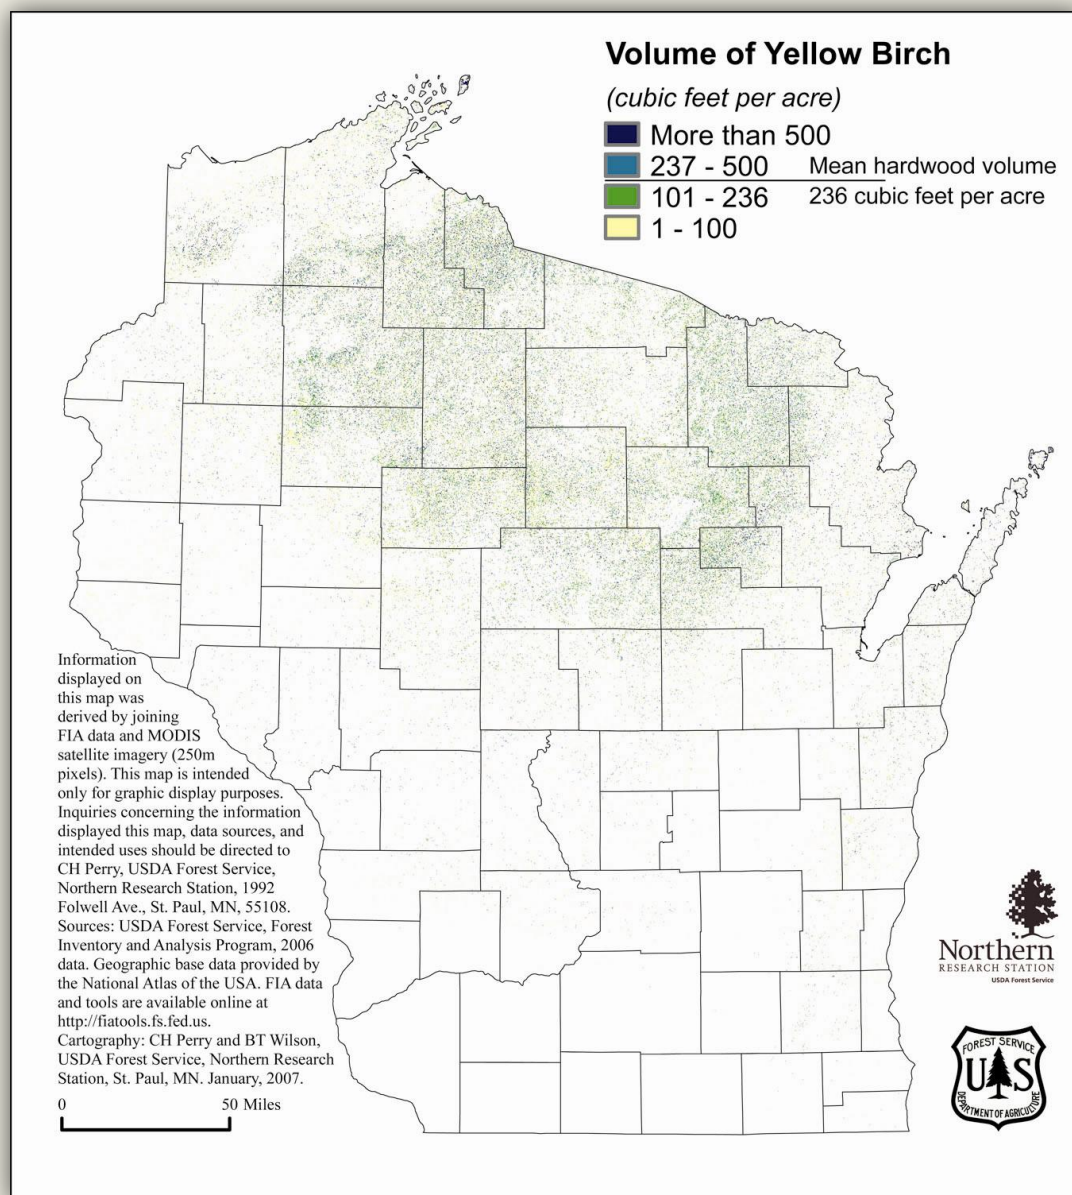 Volume of Yellow Birch
(cubic feet per acre)
More than 500
237 - 500 Mean hardwood volume
101 - 236 236 cubic feet per acre
1 - 100
Information
displayed on
this map was
derived by joining
FIA data and MODIS
satellite imagery (250m
pixels). This map is intended
only for graphic display purposes.
Inquiries concerning the information
displayed this map, data sources, and
intended uses should be directed to
CH Perry, USDA Forest Service,
Northern Research Station, 1992
Folwell Ave., St. Paul, MN, 55108.
Sources: USDA Forest Service, Forest
Inventory and Analysis Program, 2006
data. Geographic base data provided by
the National Atlas of the USA. FIA data
and tools are available online at
http://fiatools.fs.fed.us.
Cartography: CH Perry and BT Wilson,
USDA Forest Service, Northern Research
Station, St. Paul, MN. January, 2007.
0 50 Miles
Northern
RESEARCH STATION
USDA Forest Service
FOREST SERVICE
U S
DEPARTMENT OF AGRICULTURE